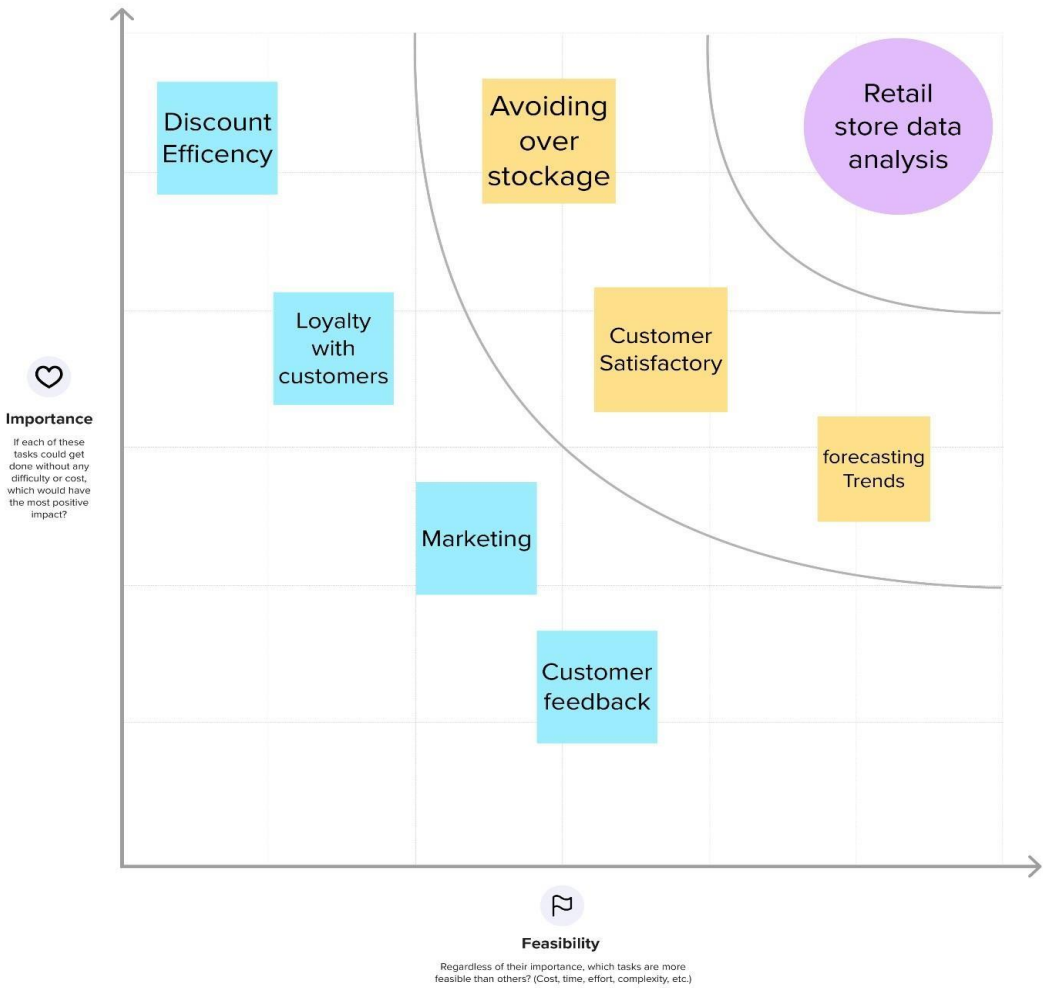 Discount
Efficency
Avoiding
over
stockage
Retail
store data
analysis
Loyalty
with
customers
Customer
Satisfactory
forecasting
Trends
Marketing
Customer
feedback
Importance
If each of these
tasks could get
done without any
difficulty or cost,
which would have
the most positive
impact?
Feasibility
Regardless of their importance, which tasks are more
feasible than others? (Cost, time, effort, complexity, etc.)